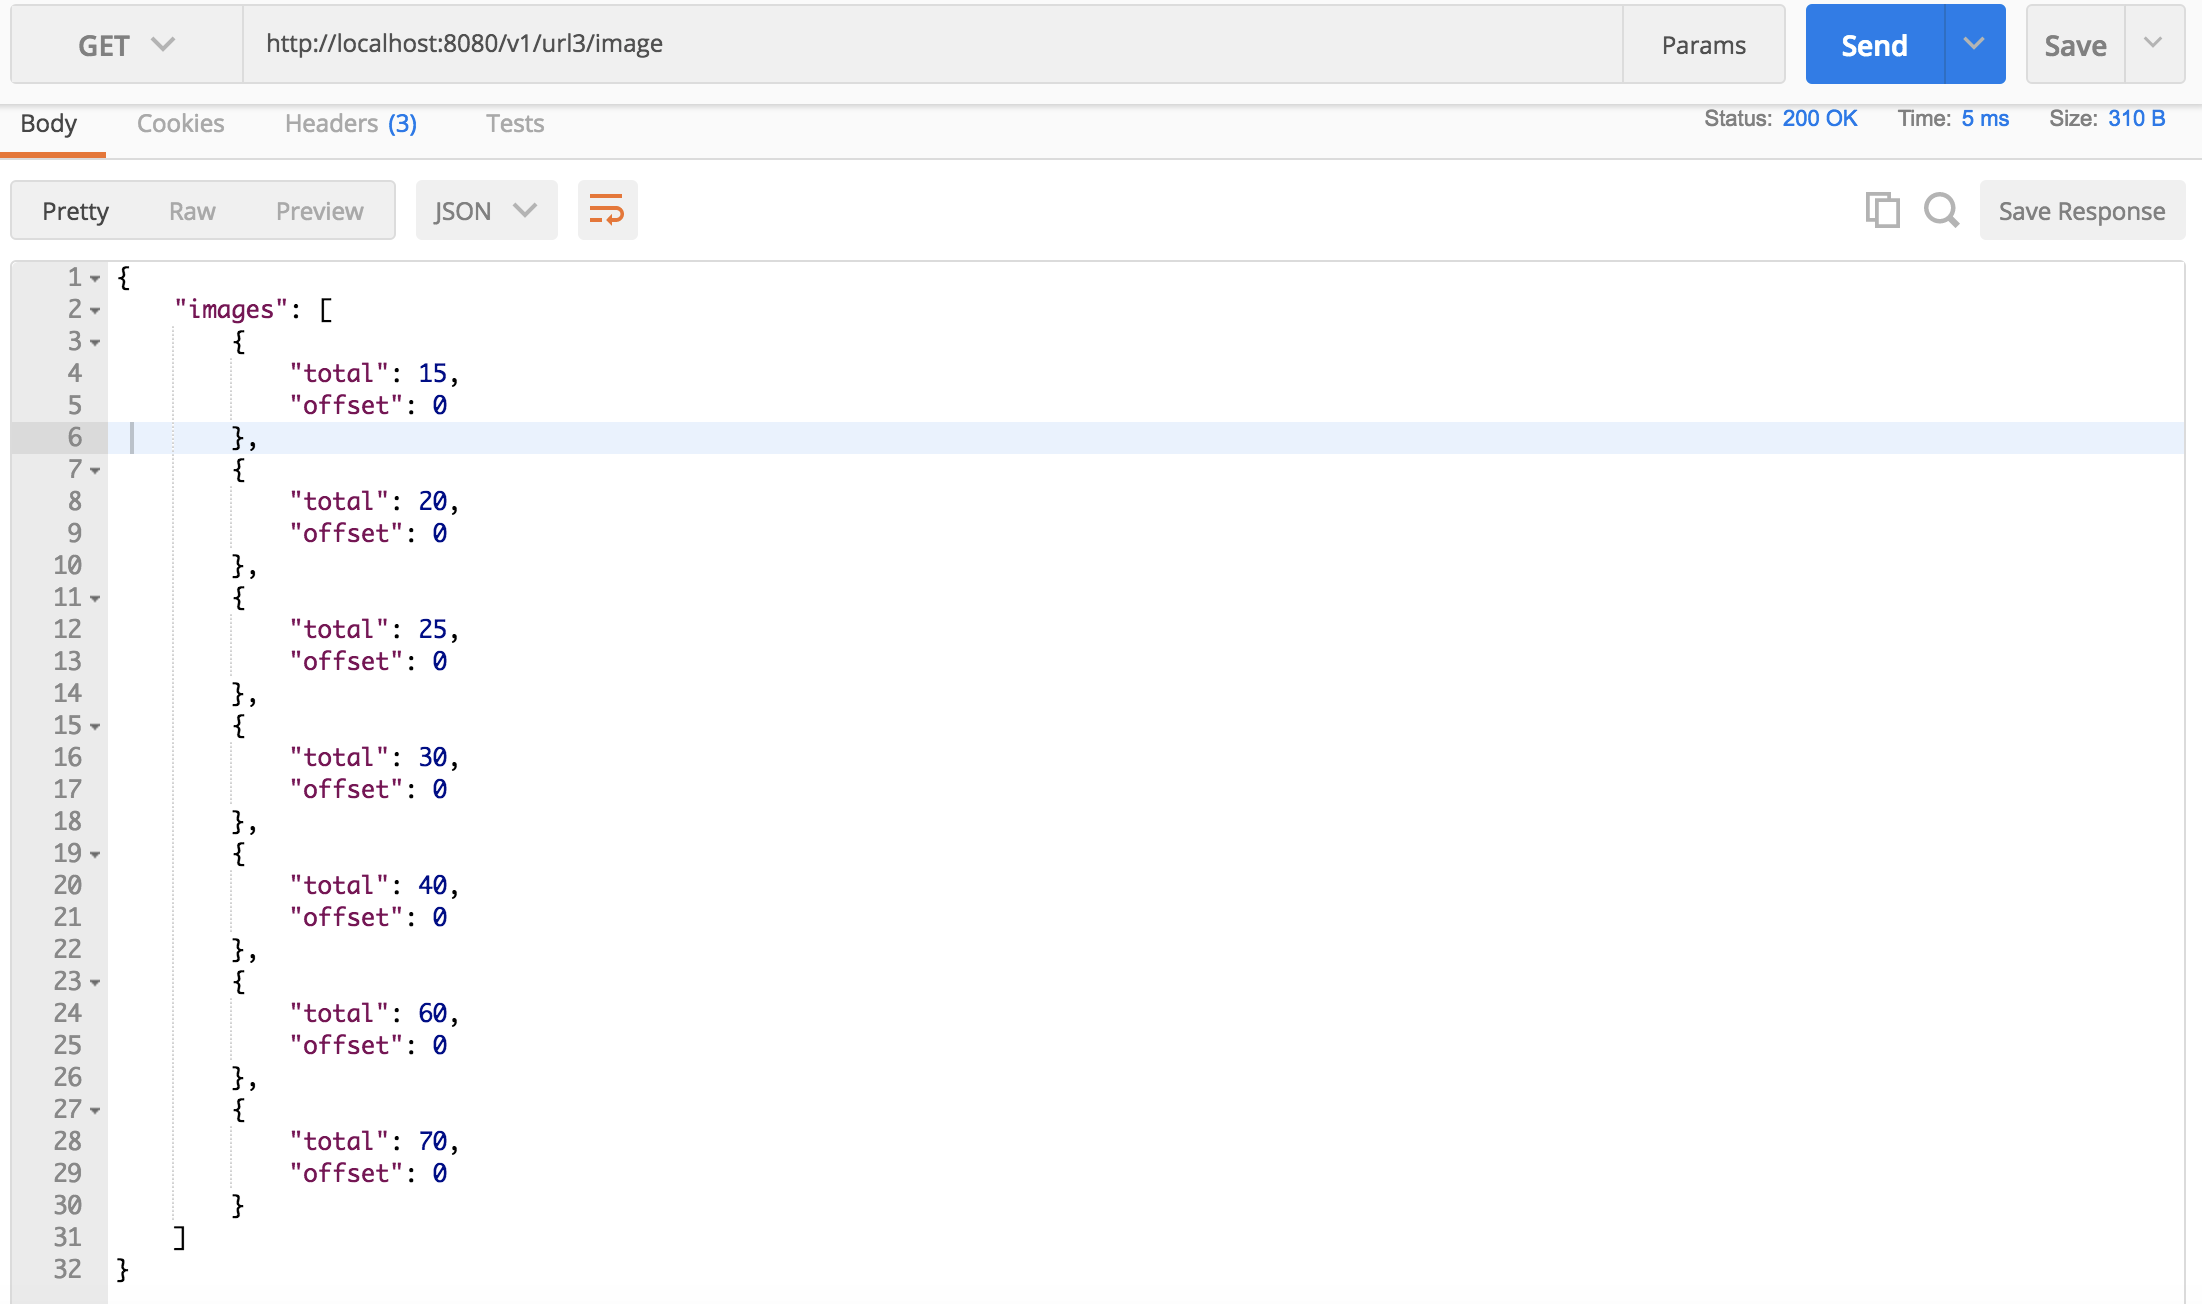 GET http://localhost:8080/v1/url3/image Params Send Save
Body Cookies Headers (3) Tests Status: 200 OK Time: 5 ms Size: 310 B
Pretty Raw Preview JSON Save Response
1 {
2     "images": [
3         {
4             "total": 15,
5             "offset": 0
6         },
7         {
8             "total": 20,
9             "offset": 0
10         },
11         {
12             "total": 25,
13             "offset": 0
14         },
15         {
16             "total": 30,
17             "offset": 0
18         },
19         {
20             "total": 40,
21             "offset": 0
22         },
23         {
24             "total": 60,
25             "offset": 0
26         },
27         {
28             "total": 70,
29             "offset": 0
30         }
31     ]
32 }